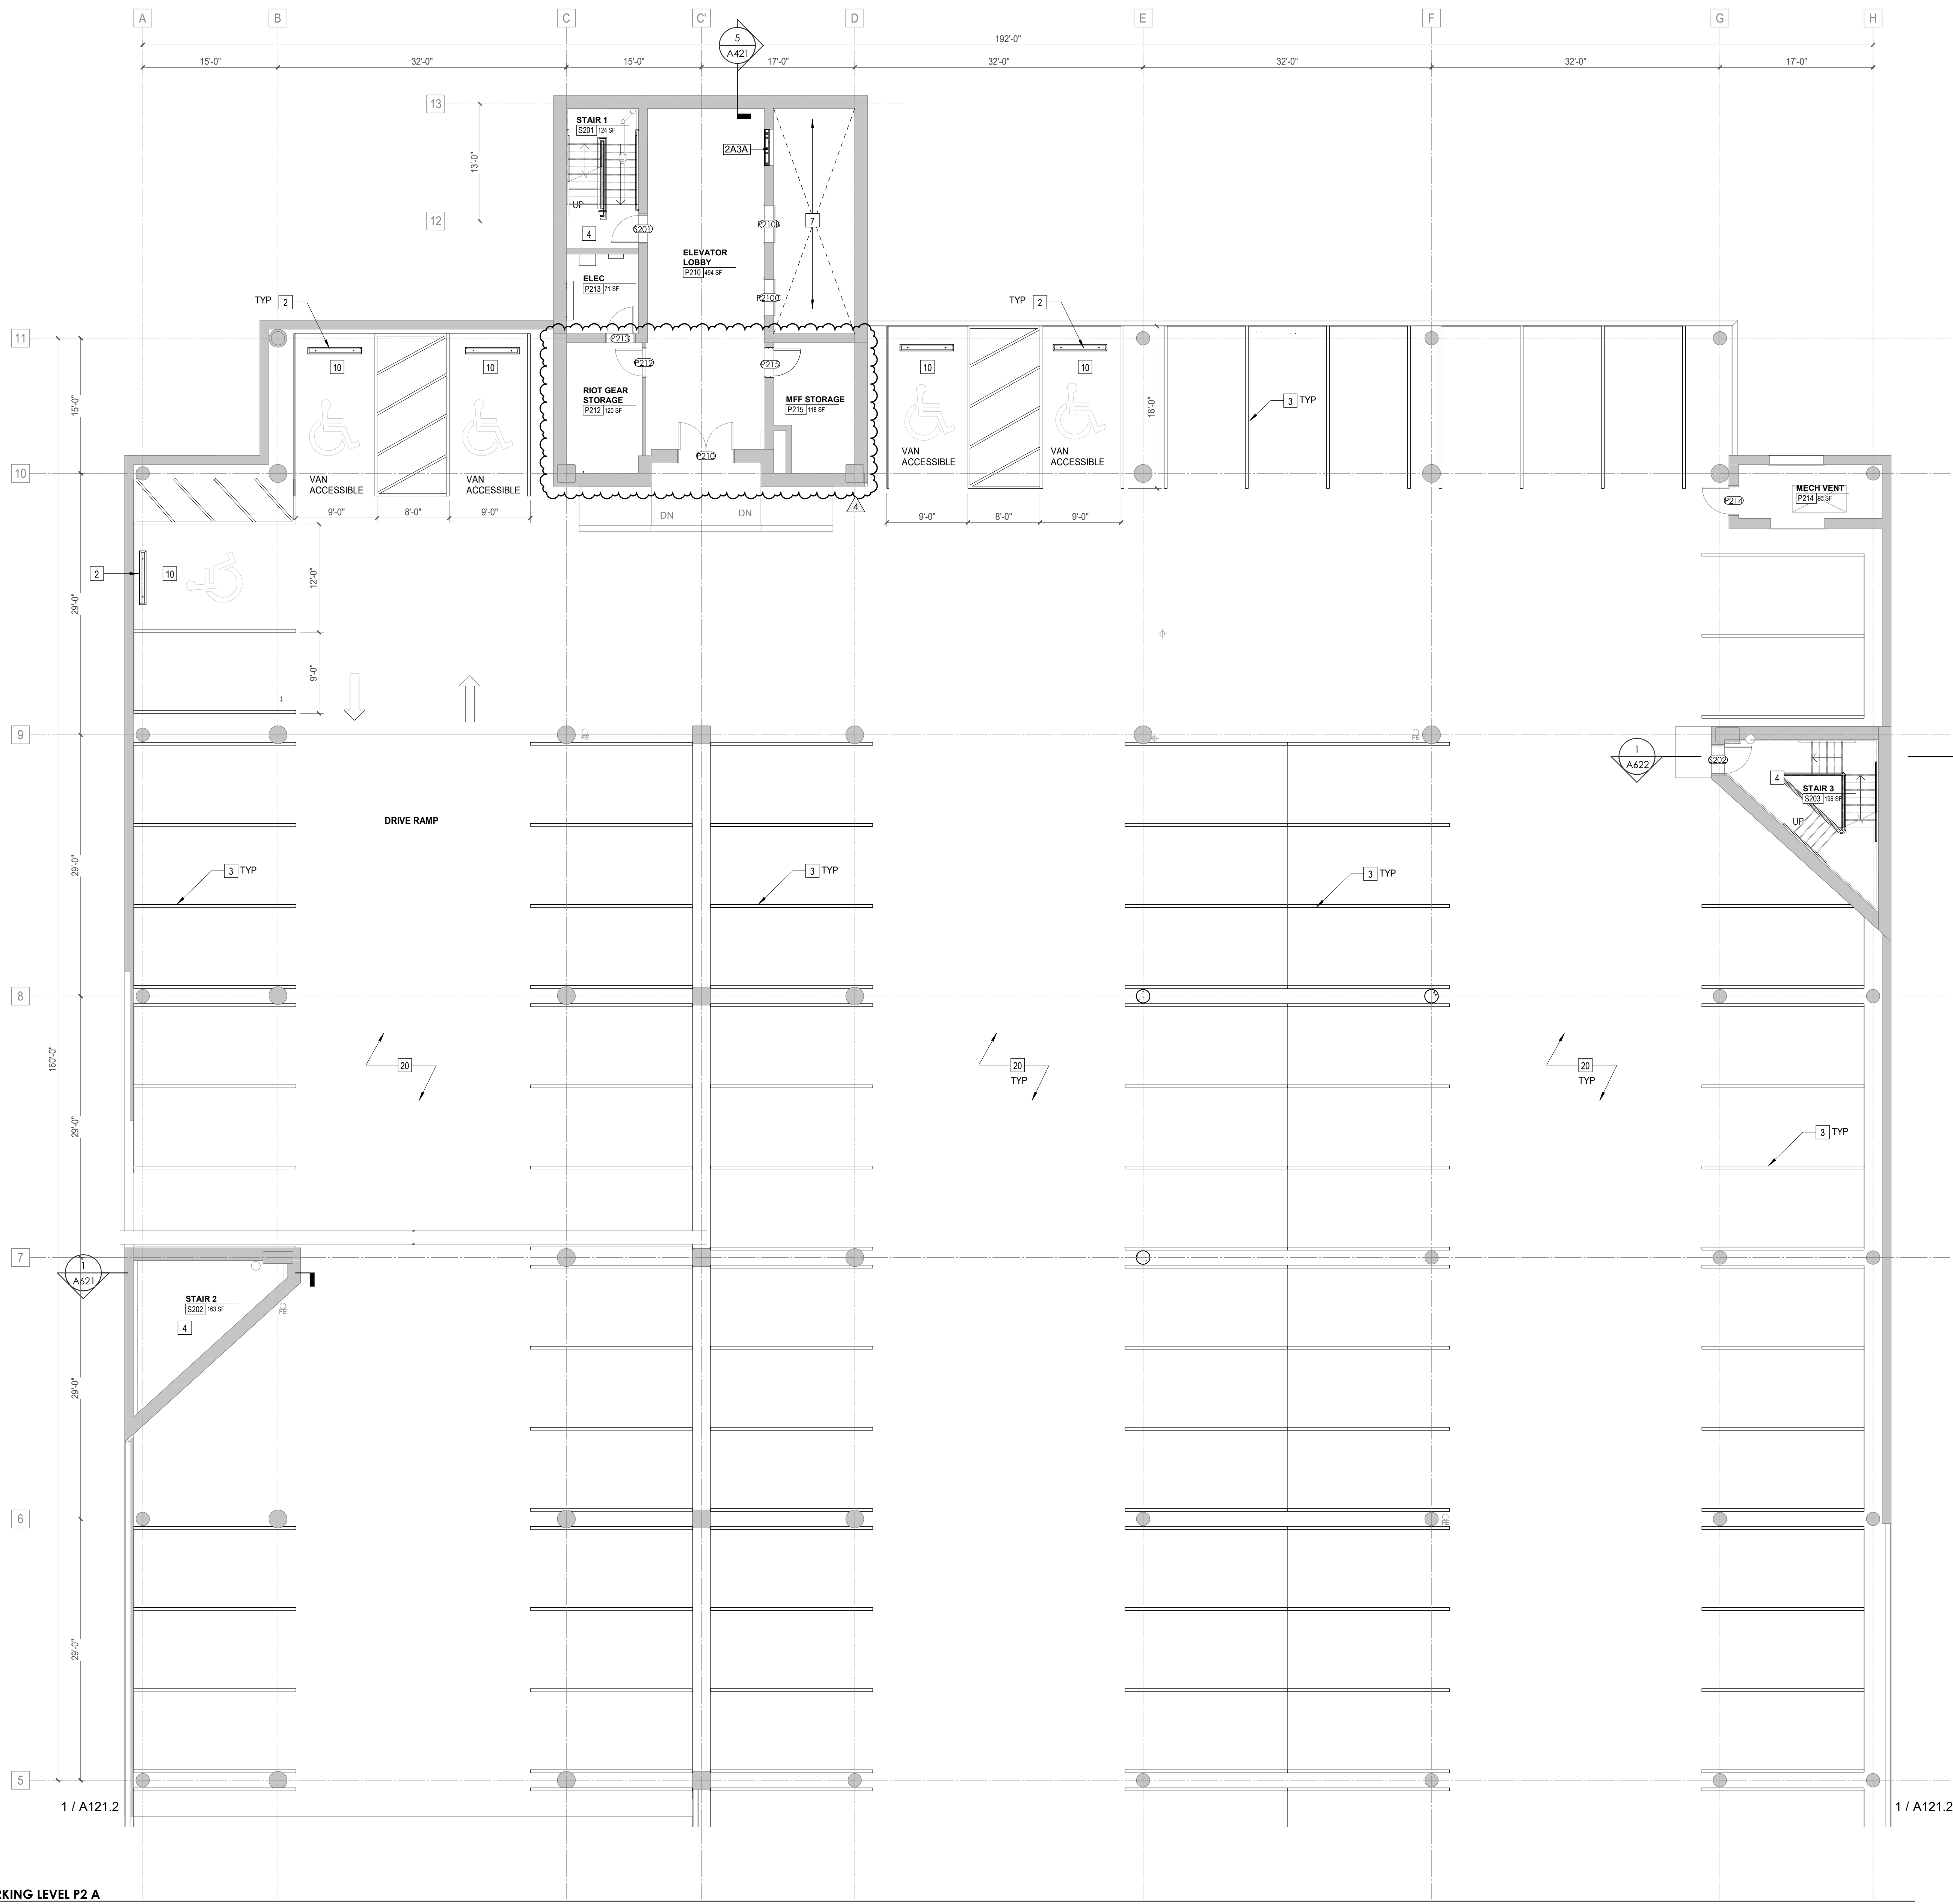 A B C C' D E F G H
5
A421
192'-0"
15'-0" 32'-0" 15'-0" 17'-0" 32'-0" 32'-0" 32'-0" 17'-0"
13
STAIR 1
S201 124 SF
2A3A
13'-0"
UP
7
12
4
S201
P210B
ELEVATOR
LOBBY
P210 494 SF
ELEC
P213 71 SF
TYP 2
P210C
TYP 2
11
P213
P212
P215
10
10
10
10
RIOT GEAR
STORAGE
P212 120 SF
MFF STORAGE
P215 118 SF
15'-0"
18'-0"
3 TYP
P210
VAN
ACCESSIBLE
VAN
ACCESSIBLE
VAN
ACCESSIBLE
VAN
ACCESSIBLE
10
MECH VENT
P214 93 SF
P214
4
DN
DN
9'-0" 8'-0" 9'-0"
9'-0" 8'-0" 9'-0"
2
10
12'-0"
29'-0"
9'-0"
9
FE
FE
1
A622
S202
4
STAIR 3
S203 196 SF
UP
DRIVE RAMP
29'-0"
3 TYP
3 TYP
3 TYP
8
160'-0"
20
20
TYP
20
TYP
29'-0"
3 TYP
7
1
A621
STAIR 2
S202 163 SF
FE
4
29'-0"
6
FE
29'-0"
5
1 / A121.2
1 / A121.2
RKING LEVEL P2 A